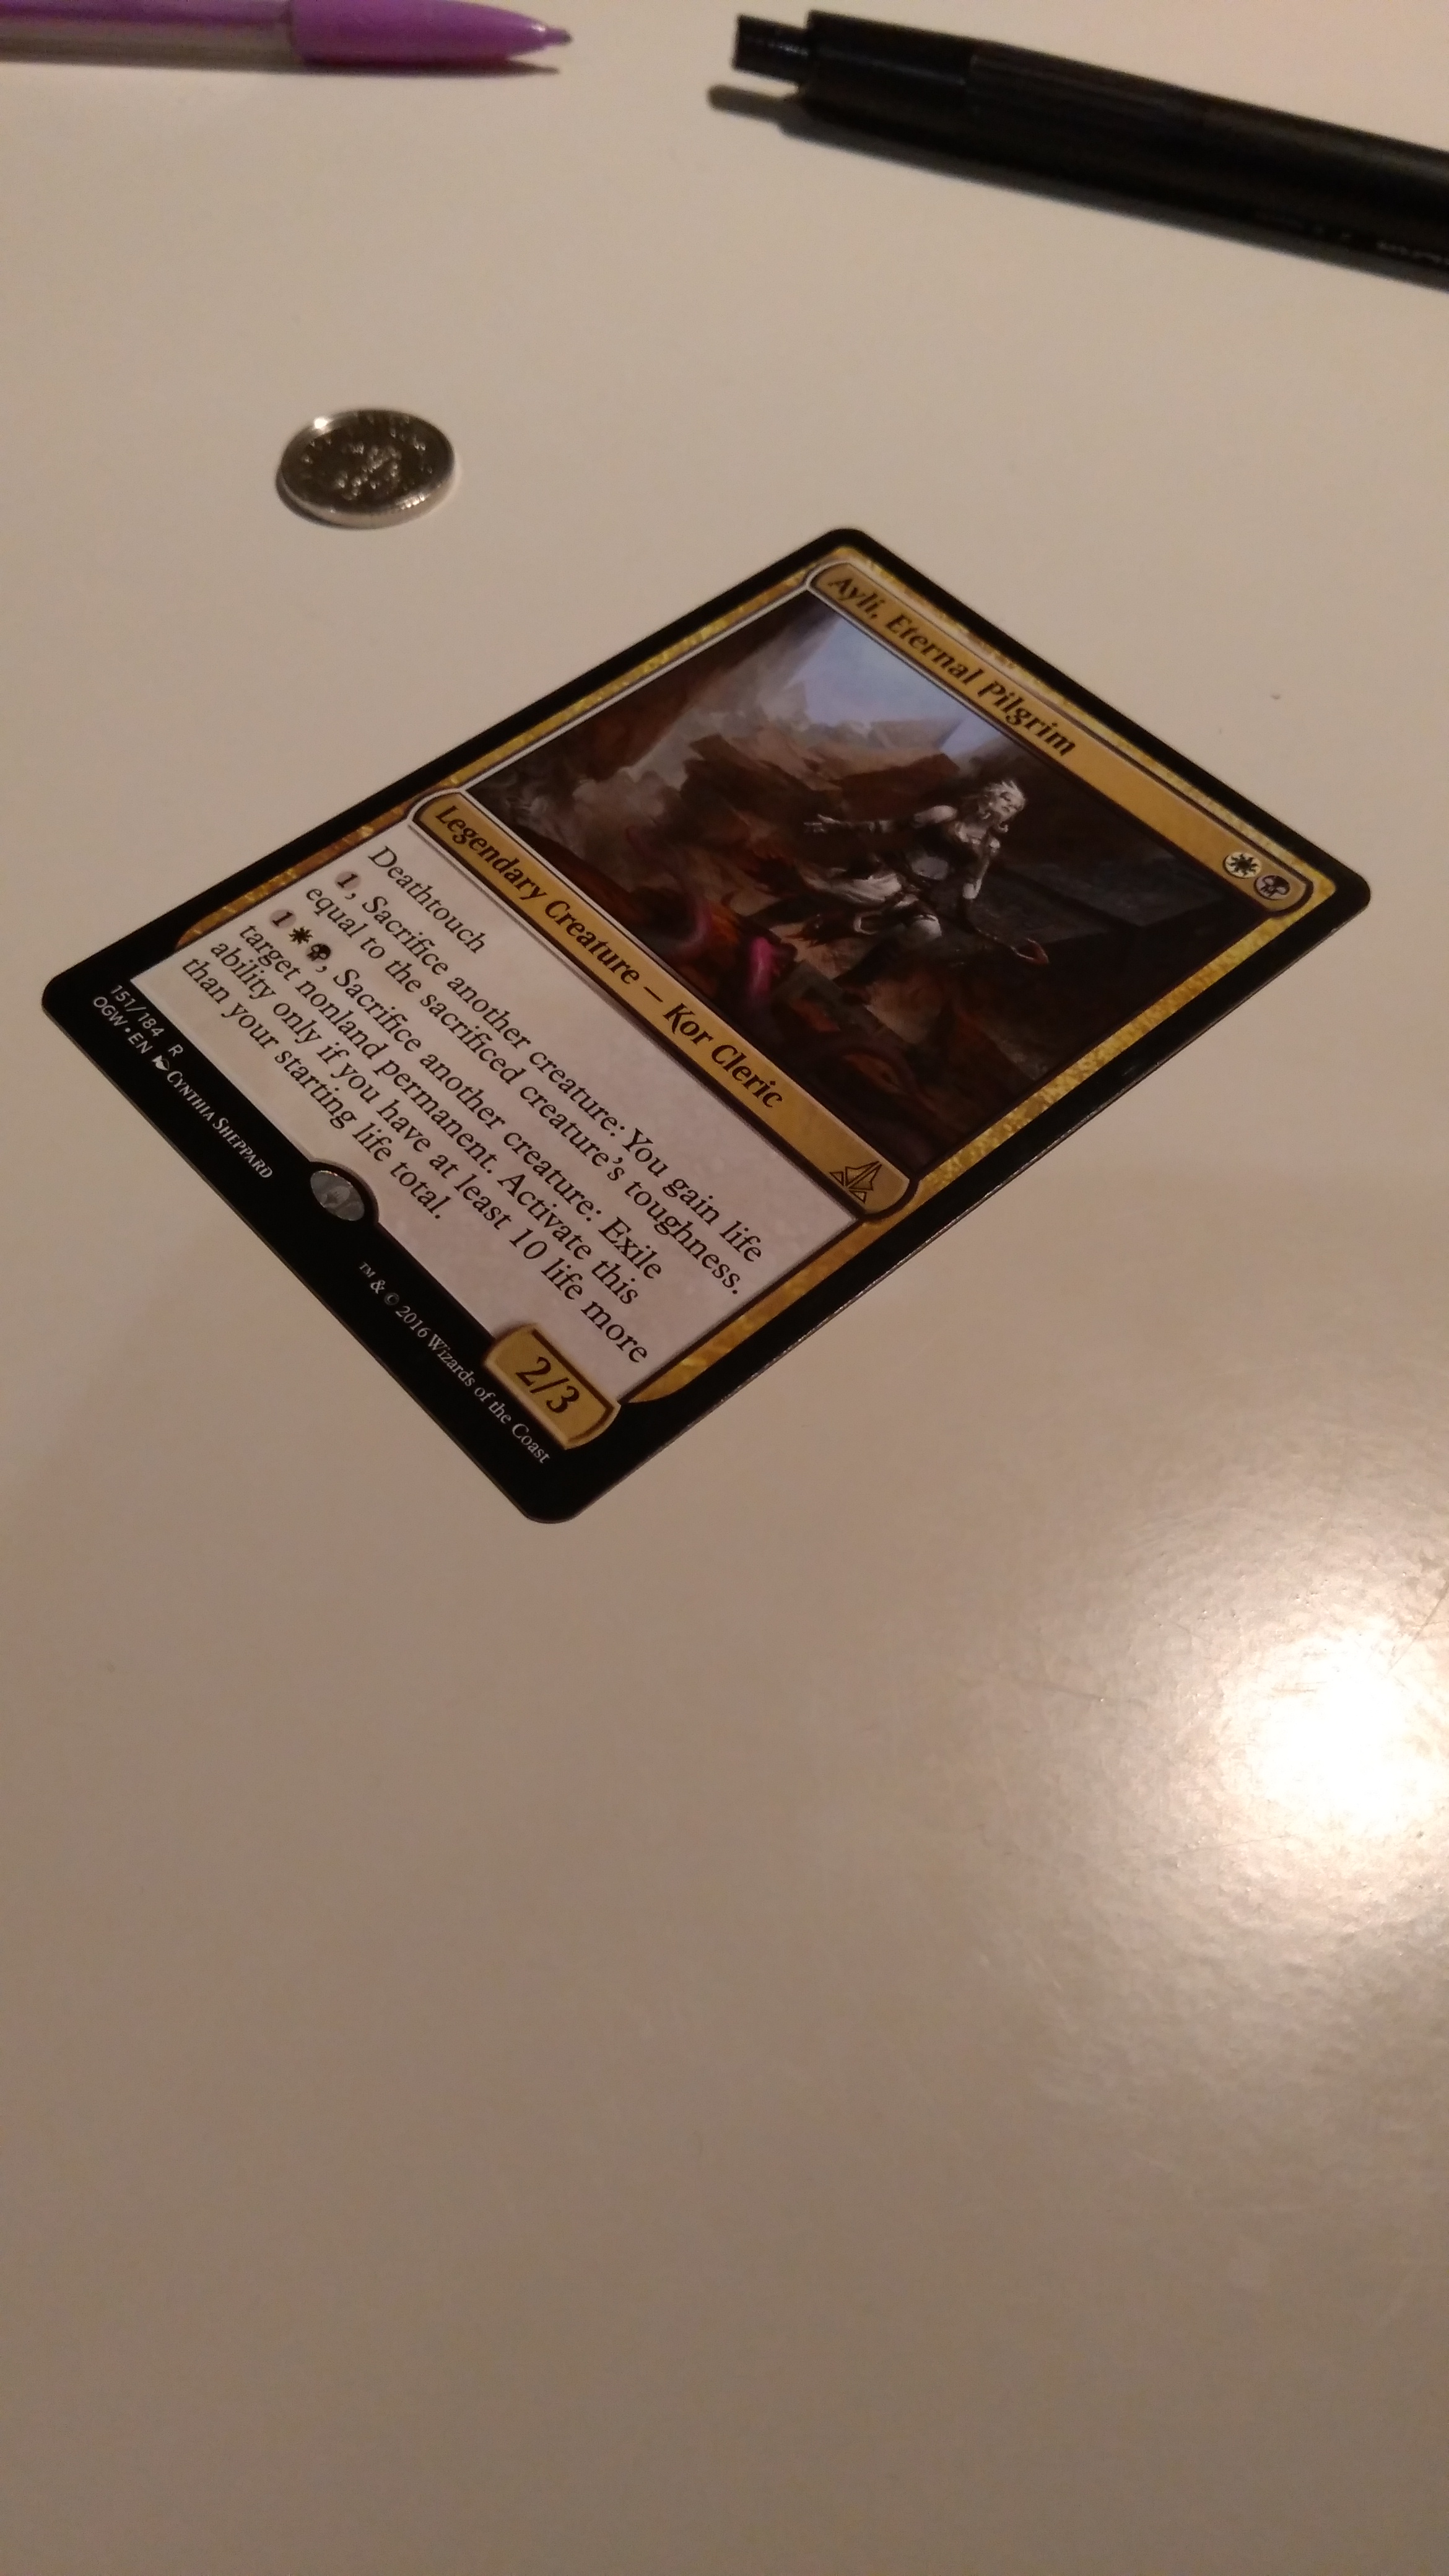 Ayli, Eternal Pilgrim
Legendary Creature — Kor Cleric
Deathtouch
1, Sacrifice another creature: You gain life
equal to the sacrificed creature's toughness.
1, Sacrifice another creature: Exile
target nonland permanent. Activate this
ability only if you have at least 10 life more
than your starting life total.
2/3
151/184 R
OGW • EN CYNTHIA SHEPPARD
™ & © 2016 Wizards of the Coast